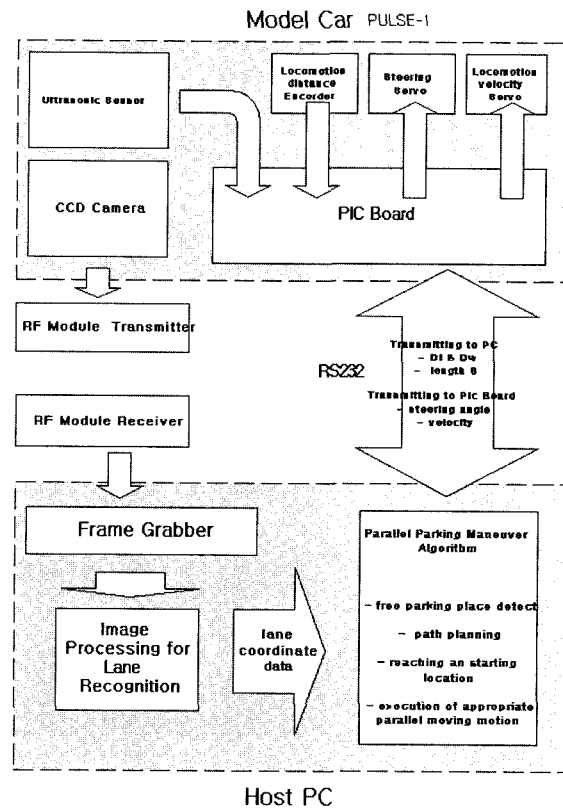 Model Car PULSE-1
Ultrasonic Sensor
Locomotion
distance
Encorder
Steering
Servo
Locomotion
velocity
Servo
CCD Camera
PIC Board
RF Module Transmitter
RS232
Transmitting to PC
- D1 & D4
- length B
Transmitting to PIC Board
- steering angle
- velocity
RF Module Receiver
Frame Grabber
Image
Processing for
Lane
Recognition
lane
coordinate
data
Parallel Parking Maneuver
Algorithm
- free parking place detect
- path planning
- reaching an starting
location
- execution of appropriate
parallel moving motion
Host PC